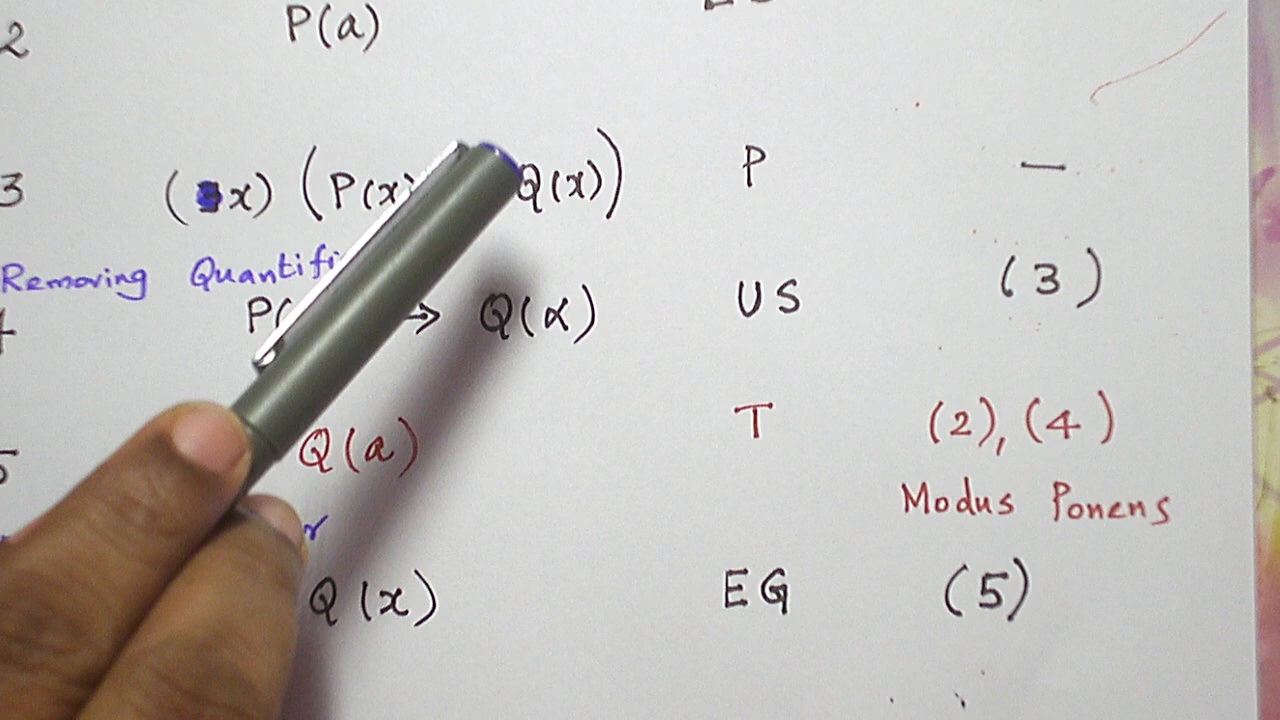 2 P(a)
3 (x) (P(x) Q(x)) P —
Removing Quantifi
P( → Q(α) US (3)
Q(a) T (2), (4)
Modus Ponens
Q(x) EG (5)